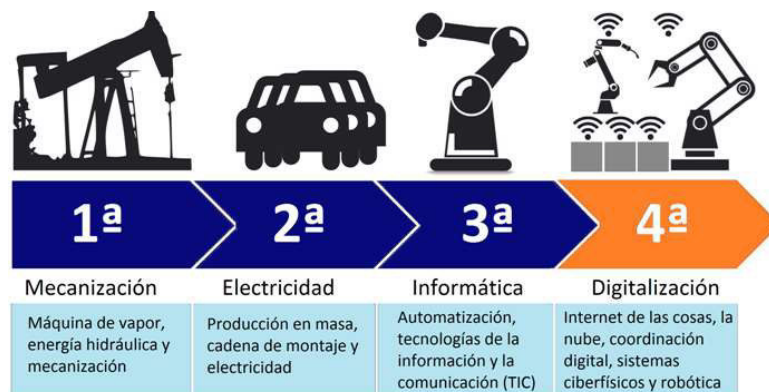 1ª
2ª
3ª
4ª
Mecanización
Electricidad
Informática
Digitalización
Máquina de vapor,
energía hidráulica y
mecanización
Producción en masa,
cadena de montaje y
electricidad
Automatización,
tecnologías de la
información y la
comunicación (TIC)
Internet de las cosas, la
nube, coordinación
digital, sistemas
ciberfísicos y robótica